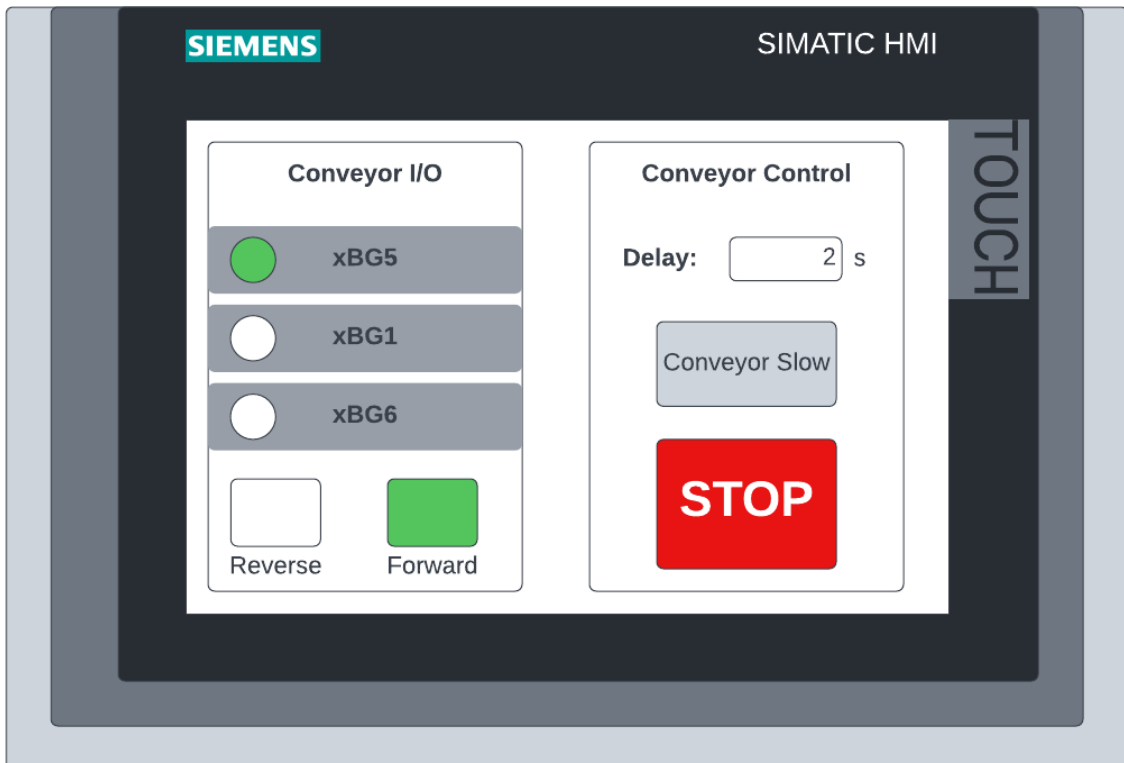 SIEMENS
SIMATIC HMI
TOUCH
Conveyor I/O
xBG5
xBG1
xBG6
Reverse
Forward
Conveyor Control
Delay: 2 s
Conveyor Slow
STOP